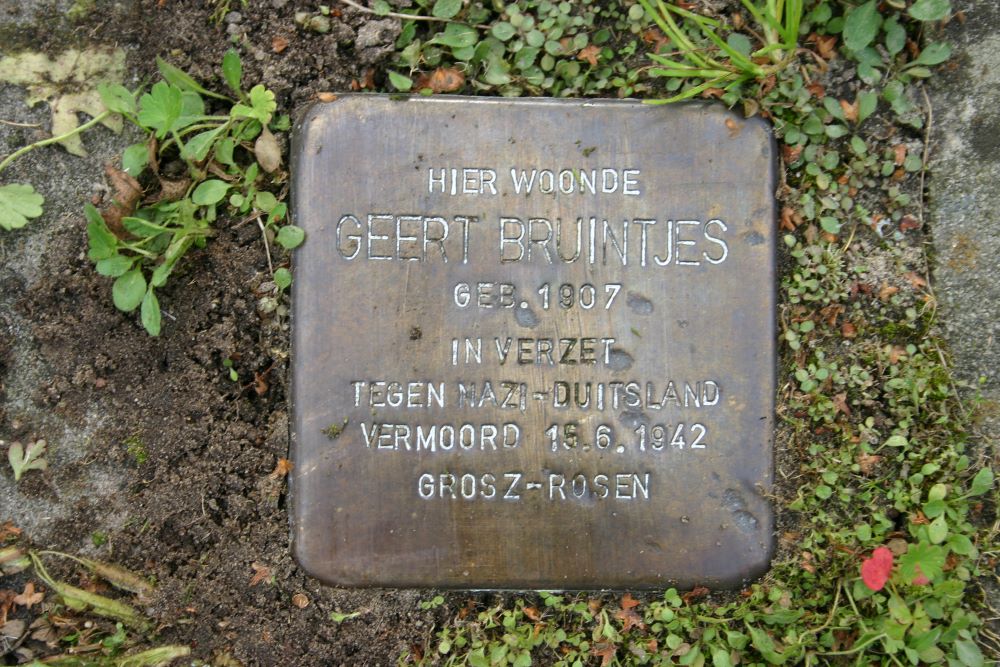 HIER WOONDE
GEERT BRUINTJES
GEB. 1907
IN VERZET
TEGEN NAZI-DUITSLAND
VERMOORD 15.6.1942
GROSZ-ROSEN